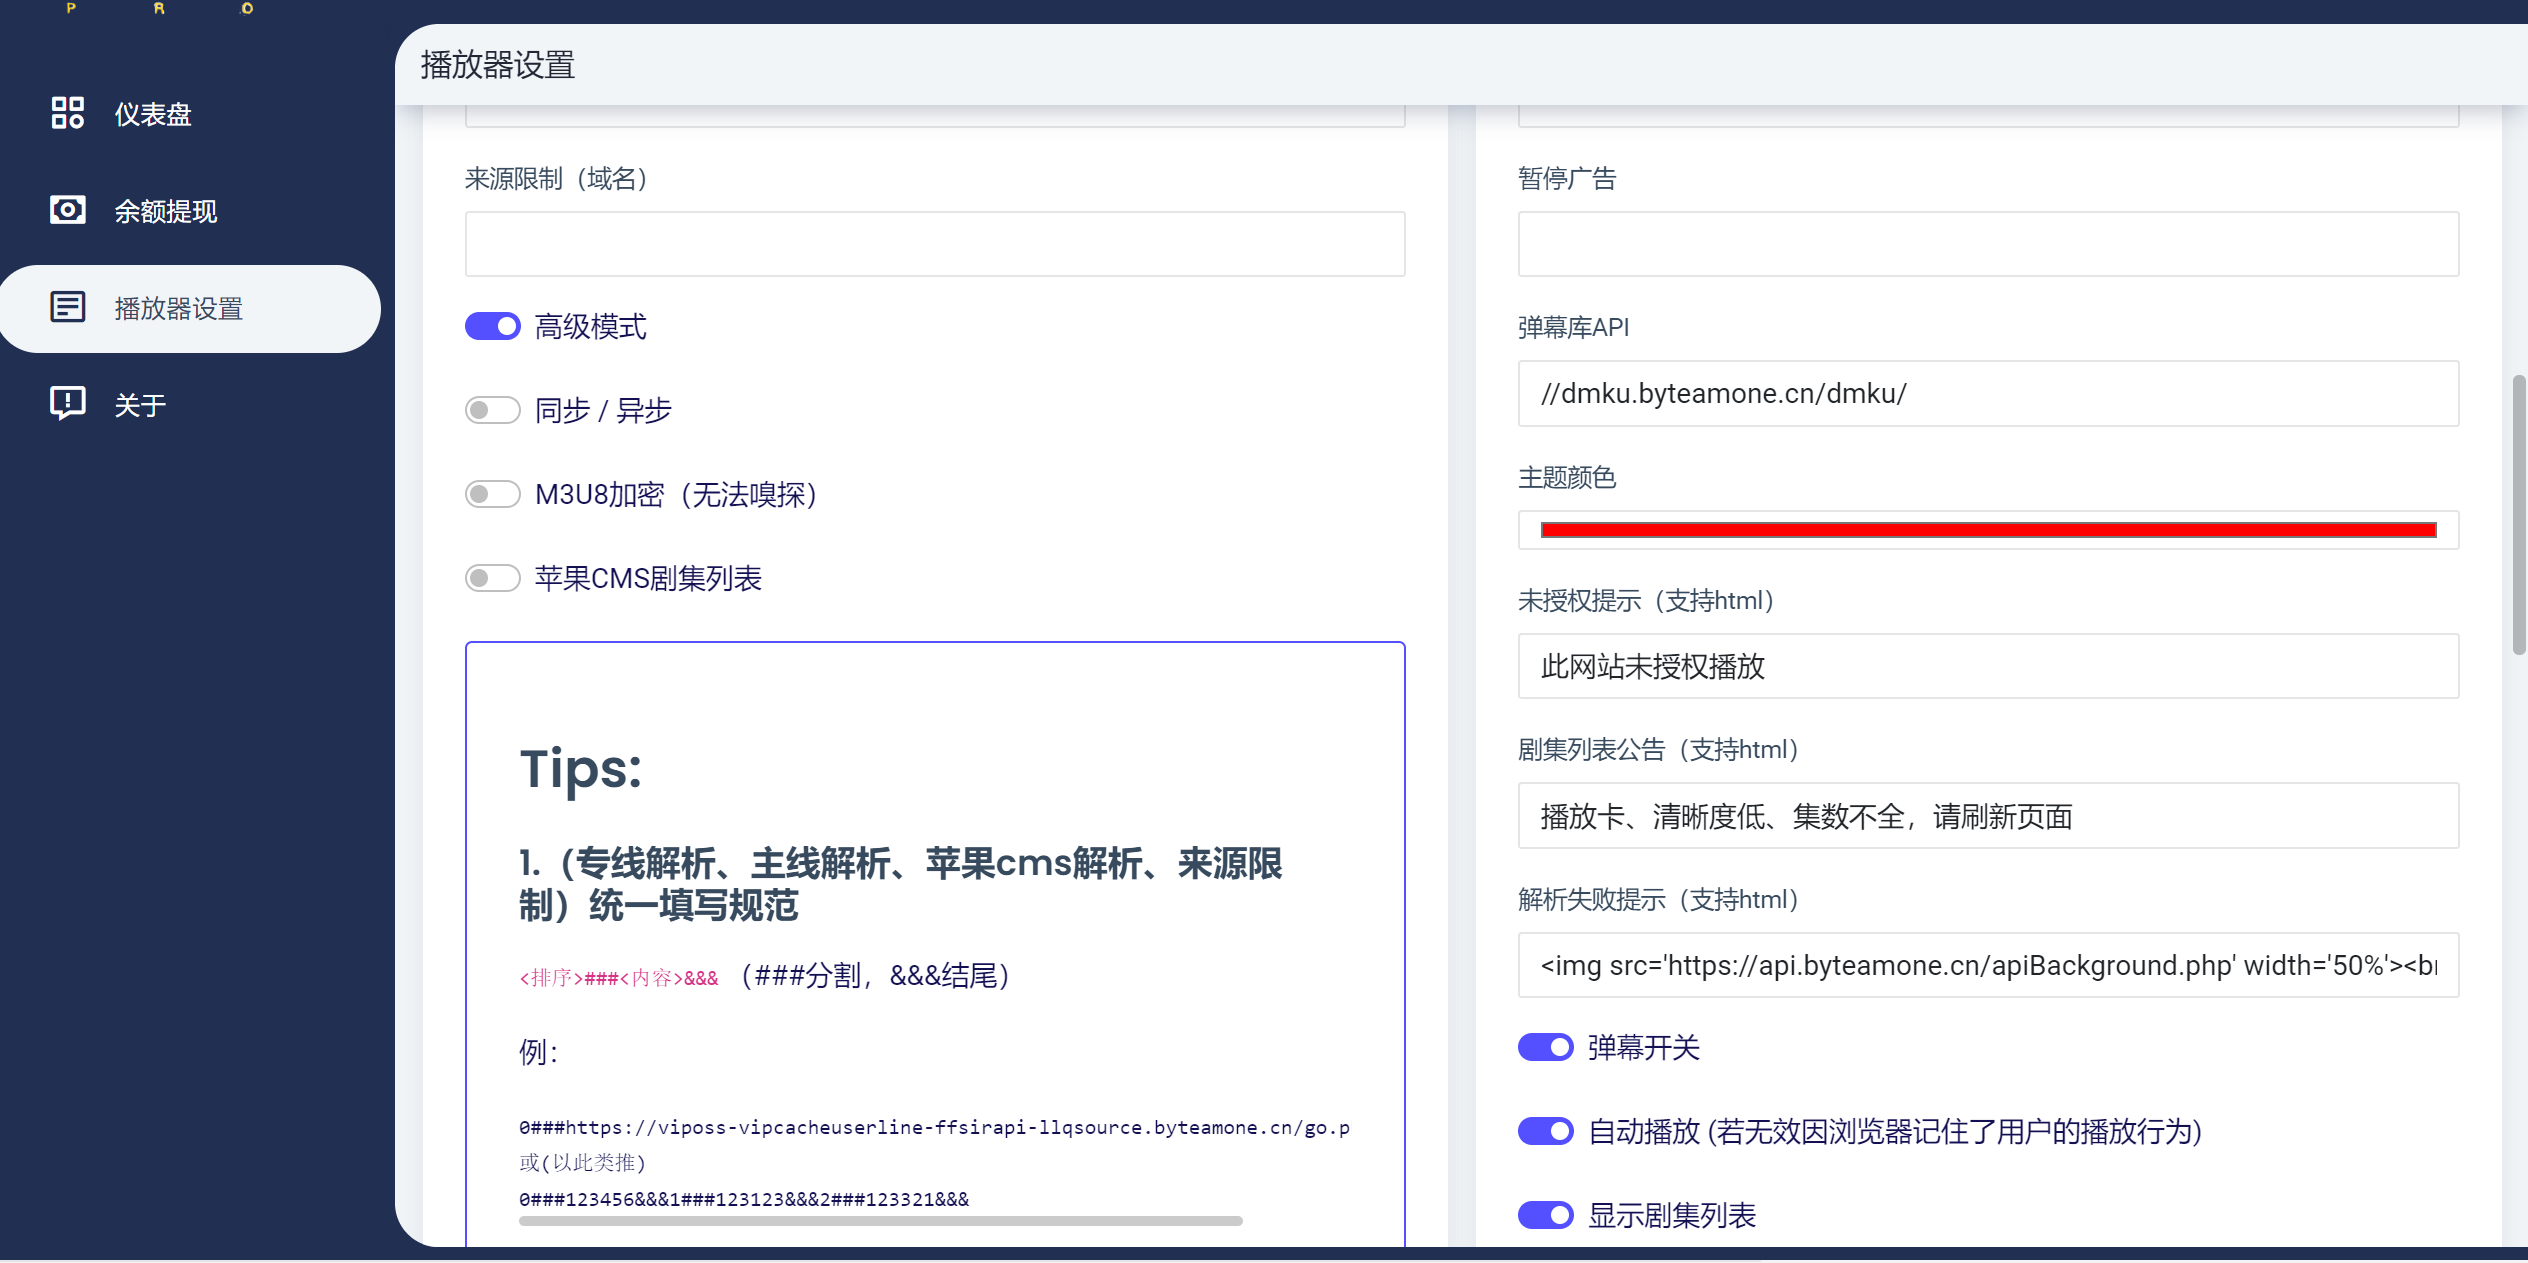 P R O
仪表盘
余额提现
播放器设置
关于
播放器设置
来源限制（域名）
高级模式
同步 / 异步
M3U8加密（无法嗅探）
苹果CMS剧集列表
Tips:
1.（专线解析、主线解析、苹果cms解析、来源限
制）统一填写规范
<排序>###<内容>&&& （###分割，&&&结尾）
例：
0###https://viposs-vipcacheuserline-ffsirapi-llqsource.byteamone.cn/go.p
或(以此类推)
0###123456&&&1###123123&&&2###123321&&&
暂停广告
弹幕库API
//dmku.byteamone.cn/dmku/
主题颜色
未授权提示（支持html）
此网站未授权播放
剧集列表公告（支持html）
播放卡、清晰度低、集数不全，请刷新页面
解析失败提示（支持html）
<img src='https://api.byteamone.cn/apiBackground.php' width='50%'><br
弹幕开关
自动播放 (若无效因浏览器记住了用户的播放行为)
显示剧集列表